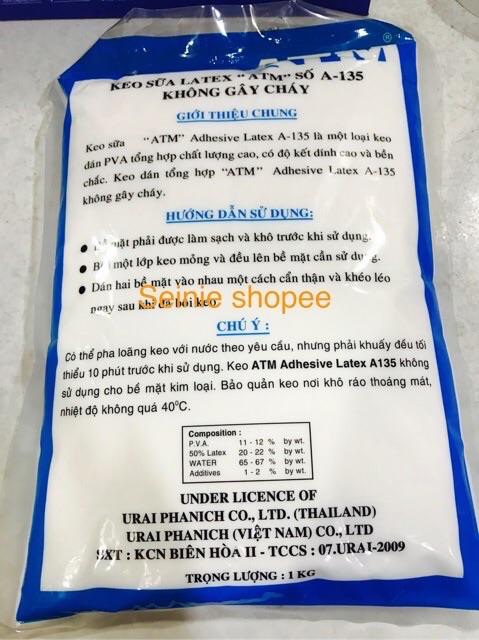 ATM ®
KEO SỮA LATEX "ATM" SỐ A-135
KHÔNG GÂY CHÁY
GIỚI THIỆU CHUNG
Keo sữa "ATM" Adhesive Latex A-135 là một loại keo
dán PVA tổng hợp chất lượng cao, có độ kết dính cao và bền
chắc. Keo dán tổng hợp "ATM" Adhesive Latex A-135
không gây cháy.
HƯỚNG DẪN SỬ DỤNG:
● Bề mặt phải được làm sạch và khô trước khi sử dụng.
● Bôi một lớp keo mỏng và đều lên bề mặt cần sử dụng.
● Dán hai bề mặt vào nhau một cách cẩn thận và khéo léo
ngay sau khi đã bôi keo
Seinie shopee
CHÚ Ý :
Có thể pha loãng keo với nước theo yêu cầu, nhưng phải khuấy đều tối
thiểu 10 phút trước khi sử dụng. Keo ATM Adhesive Latex A135 không
sử dụng cho bề mặt kim loại. Bảo quản keo nơi khô ráo thoáng mát,
nhiệt độ không quá 40°C.
Composition :
P.V.A. 11 - 12 % by wt.
50% Latex 20 - 22 % by wt.
WATER 65 - 67 % by wt.
Additives 1 - 2 % by wt.
UNDER LICENCE OF
URAI PHANICH CO., LTD. (THAILAND)
URAI PHANICH (VIỆT NAM) CO., LTD
SXT : KCN BIÊN HÒA II - TCCS : 07.URAI-2009
TRỌNG LƯỢNG : 1 KG